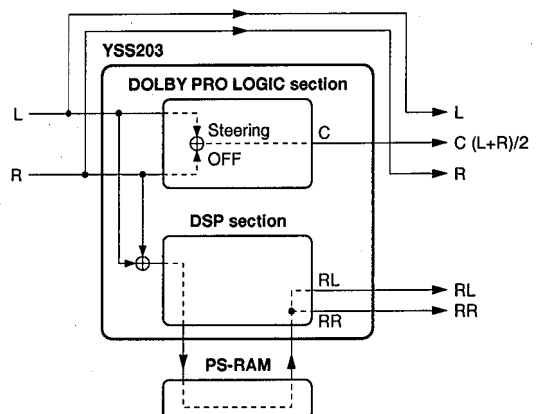 YSS203
DOLBY PRO LOGIC section
L
Steering
L
C
C (L+R)/2
OFF
R
R
DSP section
RL
RL
RR
RR
PS-RAM